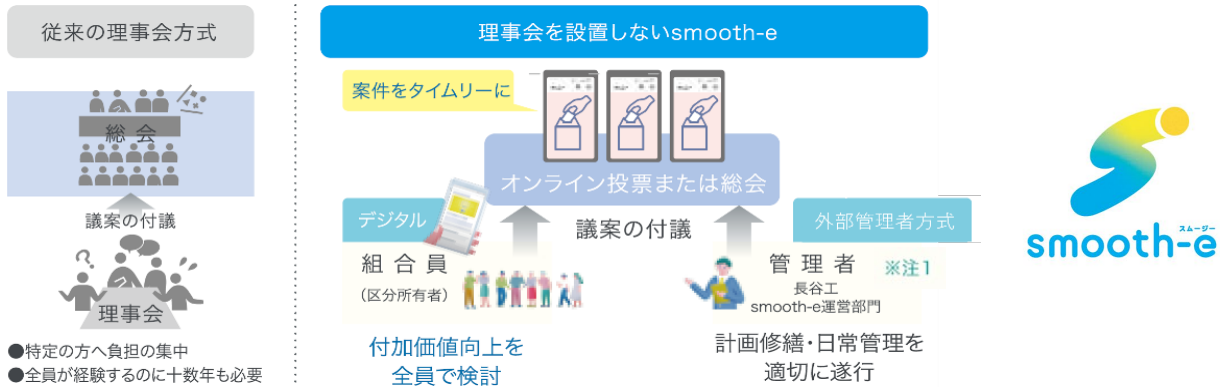 従来の理事会方式
総会
議案の付議
理事会
●特定の方へ負担の集中
●全員が経験するのに十数年も必要
理事会を設置しないsmooth-e
案件をタイムリーに
オンライン投票または総会
議案の付議
デジタル
組合員
(区分所有者)
付加価値向上を
全員で検討
外部管理者方式
管理者 ※注1
長谷工
smooth-e運営部門
計画修繕・日常管理を
適切に遂行
スムージー
smooth-e